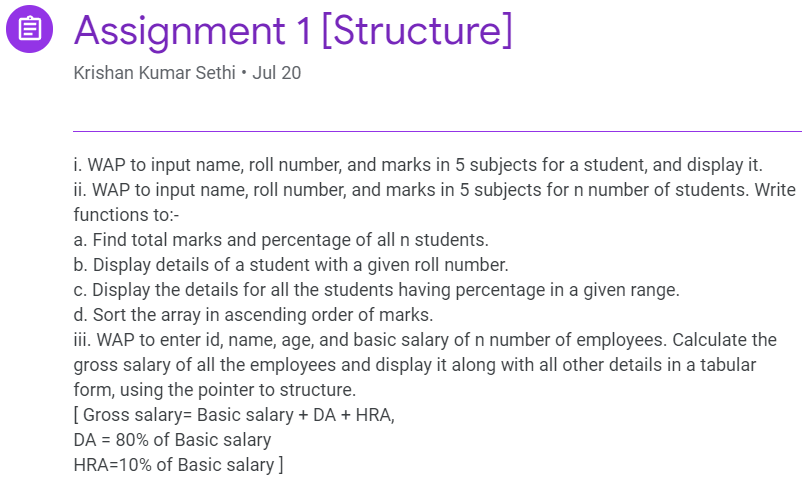 Assignment 1 [Structure]
Krishan Kumar Sethi • Jul 20
i. WAP to input name, roll number, and marks in 5 subjects for a student, and display it.
ii. WAP to input name, roll number, and marks in 5 subjects for n number of students. Write
functions to:-
a. Find total marks and percentage of all n students.
b. Display details of a student with a given roll number.
c. Display the details for all the students having percentage in a given range.
d. Sort the array in ascending order of marks.
iii. WAP to enter id, name, age, and basic salary of n number of employees. Calculate the
gross salary of all the employees and display it along with all other details in a tabular
form, using the pointer to structure.
[ Gross salary= Basic salary + DA + HRA,
DA = 80% of Basic salary
HRA=10% of Basic salary ]